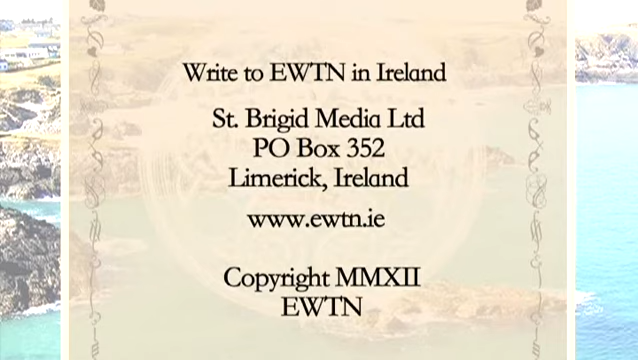 Write to EWTN in Ireland
St. Brigid Media Ltd
PO Box 352
Limerick, Ireland
www.ewtn.ie
Copyright MMXII
EWTN